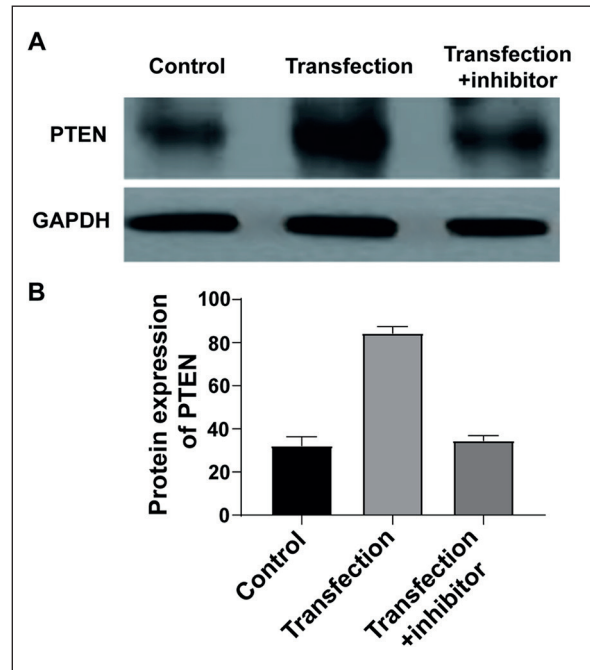 A
Control
Transfection
Transfection
+inhibitor
PTEN
GAPDH
B
Protein expression
of PTEN
100
80
60
40
20
0
Control
Transfection
Transfection
+inhibitor